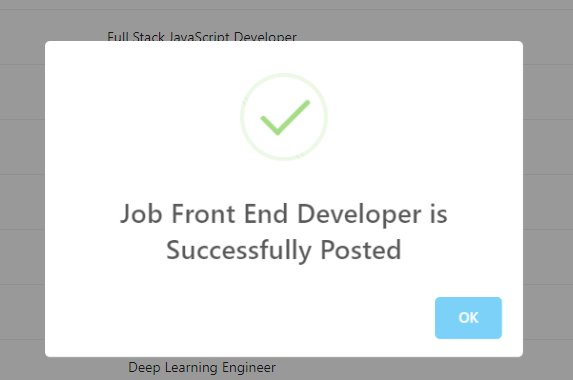 Full Stack JavaScript Developer
Job Front End Developer is
Successfully Posted
OK
Deep Learning Engineer